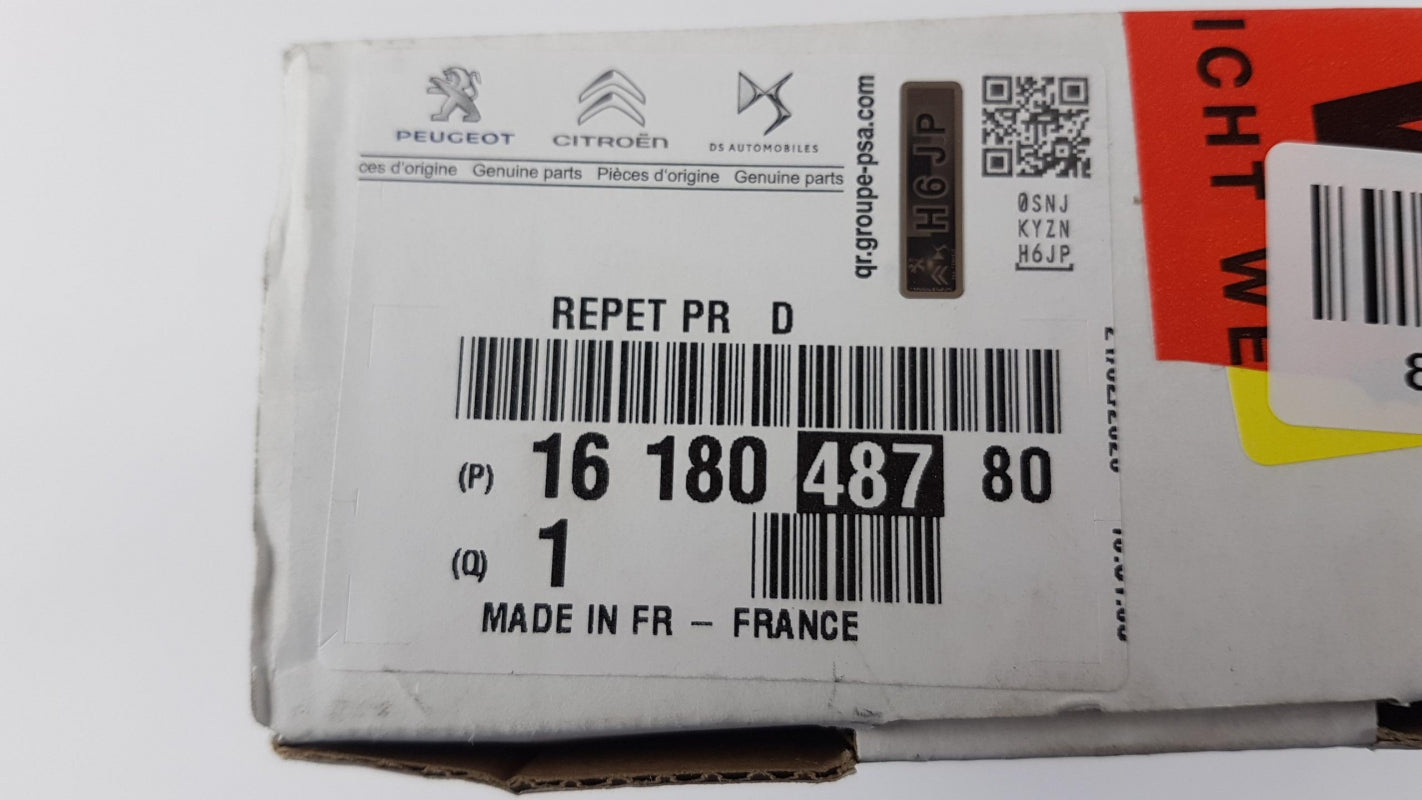 PEUGEOT
CITROËN
DS AUTOMOBILES
ces d'origine Genuine parts Pièces d'origine Genuine parts
qr.groupe-psa.com
H6JP
0SNJ
KYZN
H6JP
REPET PR D
(P) 16 180 487 80
(Q) 1
MADE IN FR - FRANCE
ICHT WE
8